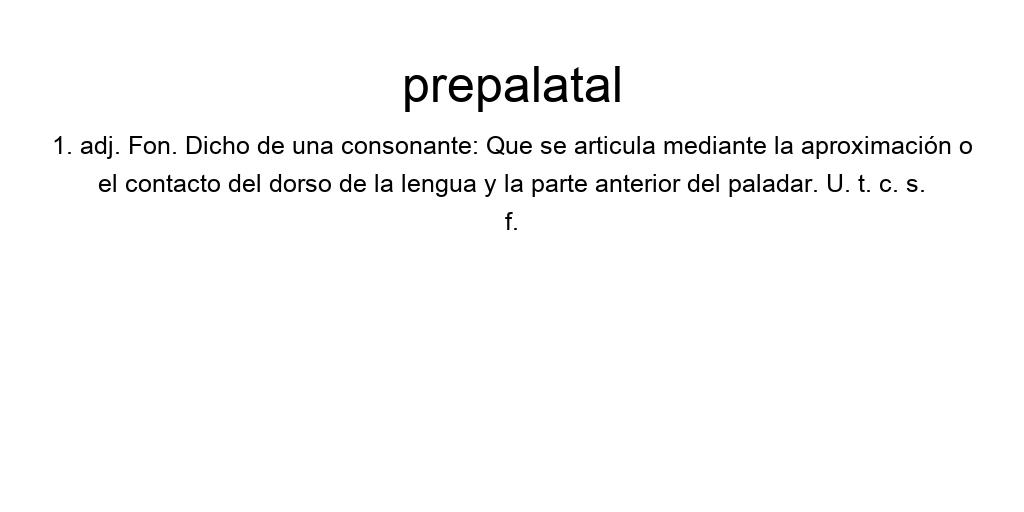 prepalatal
1. adj. Fon. Dicho de una consonante: Que se articula mediante la aproximación o
el contacto del dorso de la lengua y la parte anterior del paladar. U. t. c. s.
f.